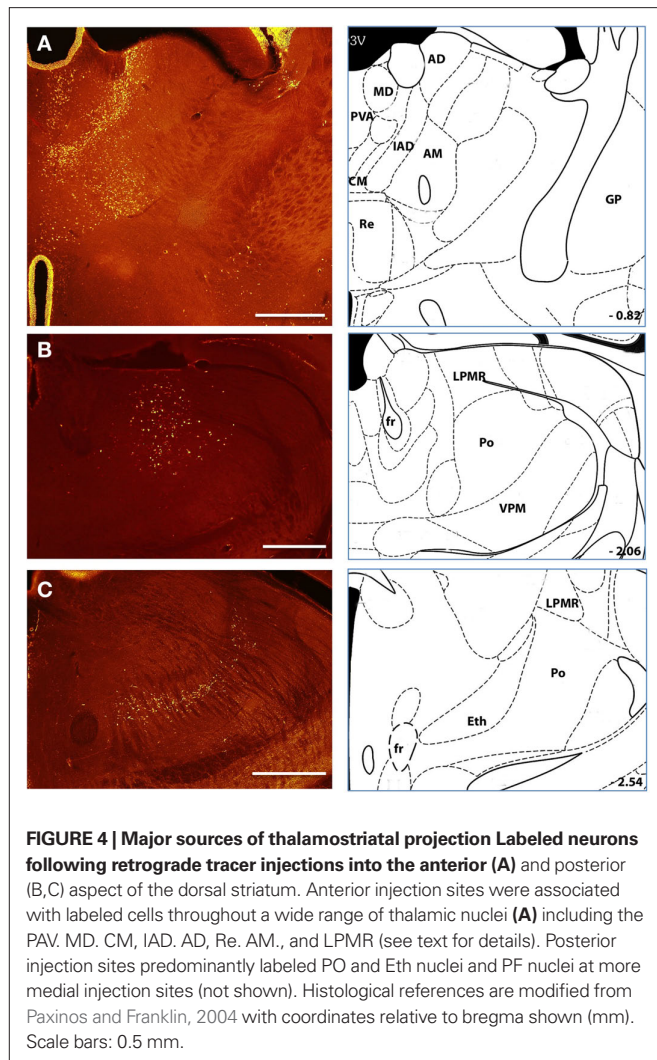 A
3V
AD
MD
PVA
IAD
AM
CM
Re
GP
- 0.82
B
LPMR
fr
Po
VPM
- 2.06
C
LPMR
Po
Eth
fr
- 2.54
FIGURE 4 | Major sources of thalamostriatal projection Labeled neurons
following retrograde tracer injections into the anterior (A) and posterior
(B,C) aspect of the dorsal striatum. Anterior injection sites were associated
with labeled cells throughout a wide range of thalamic nuclei (A) including the
PAV. MD. CM, IAD. AD, Re. AM., and LPMR (see text for details). Posterior
injection sites predominantly labeled PO and Eth nuclei and PF nuclei at more
medial injection sites (not shown). Histological references are modified from
Paxinos and Franklin, 2004 with coordinates relative to bregma shown (mm).
Scale bars: 0.5 mm.